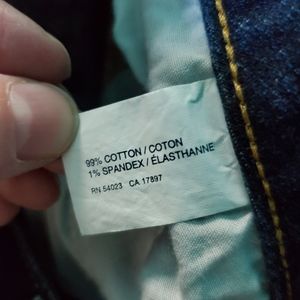 99% COTTON / COTON
1% SPANDEX / ÉLASTHANNE
RN 54023 CA 17897